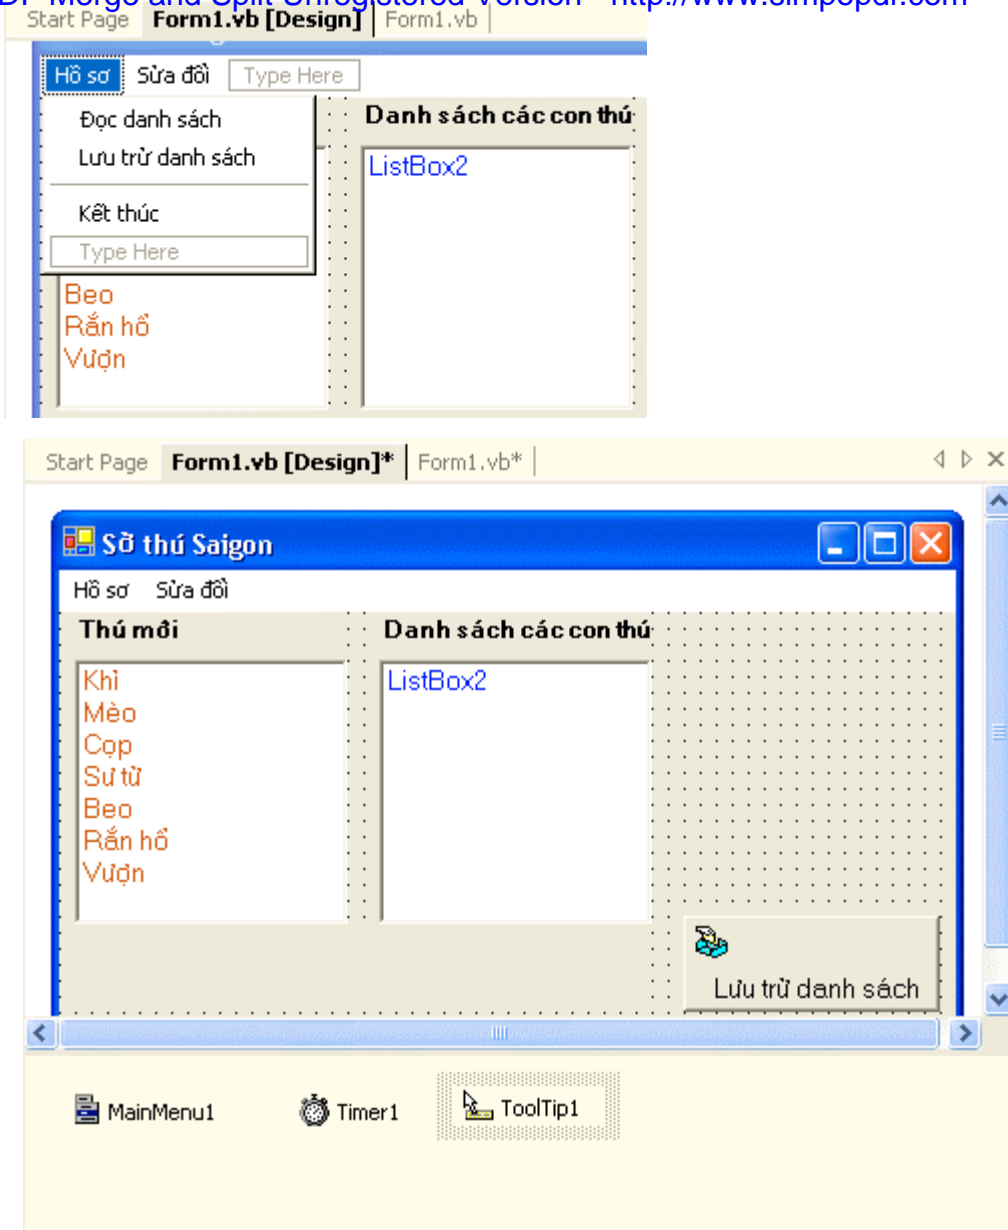 DF Merge and Split Unregistered Version - http://www.simpopdf.com
Start Page Form1.vb [Design] Form1.vb
Hồ sơ Sửa đổi Type Here
Đọc danh sách
Lưu trử danh sách
Kết thúc
Type Here
Danh sách các con thú
ListBox2
Beo
Rắn hổ
Vượn
Start Page Form1.vb [Design]* Form1.vb*
Sở thú Saigon
Hồ sơ Sửa đổi
Thú mới Danh sách các con thú
Khỉ
Mèo
Cọp
Sư tử
Beo
Rắn hổ
Vượn
ListBox2
Lưu trử danh sách
MainMenu1 Timer1 ToolTip1